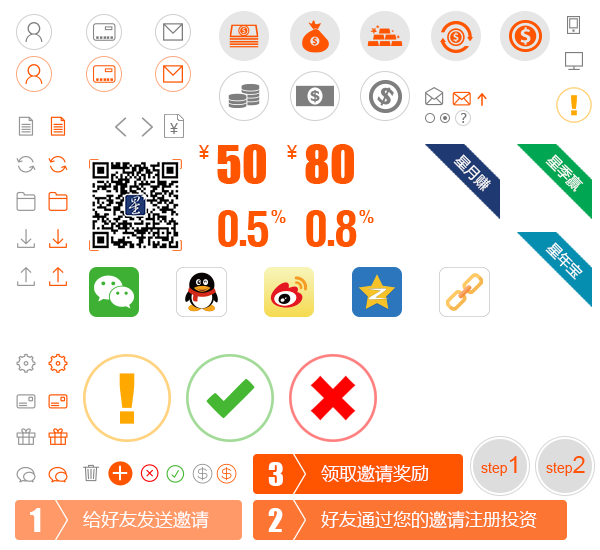 ¥
¥ 50
¥ 80
星月赚
星季赢
0.5%
0.8%
星
星年宝
3 领取邀请奖励
step1
step2
1 给好友发送邀请
2 好友通过您的邀请注册投资